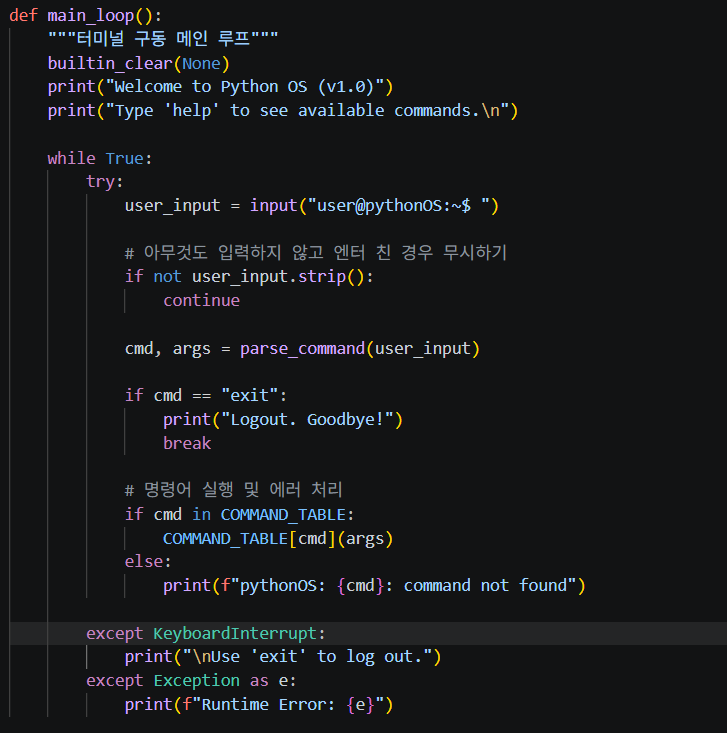 def main_loop():
    """터미널 구동 메인 루프"""
    builtin_clear(None)
    print("Welcome to Python OS (v1.0)")
    print("Type 'help' to see available commands.\n")
    while True:
        try:
            user_input = input("user@pythonOS:~$ ")
            # 아무것도 입력하지 않고 엔터 친 경우 무시하기
            if not user_input.strip():
                continue
            cmd, args = parse_command(user_input)
            if cmd == "exit":
                print("Logout. Goodbye!")
                break
            # 명령어 실행 및 에러 처리
            if cmd in COMMAND_TABLE:
                COMMAND_TABLE[cmd](args)
            else:
                print(f"pythonOS: {cmd}: command not found")
        except KeyboardInterrupt:
            print("\nUse 'exit' to log out.")
        except Exception as e:
            print(f"Runtime Error: {e}")